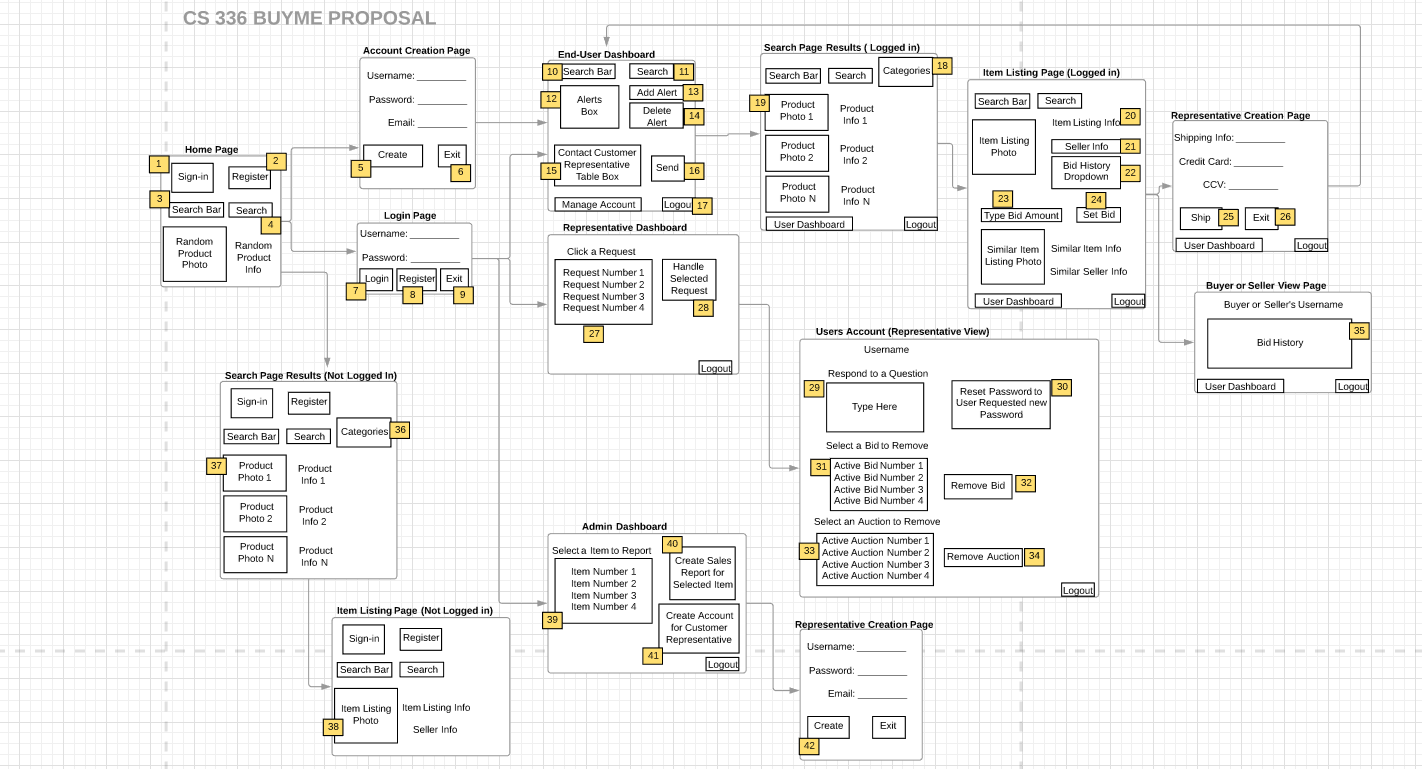 CS 336 BUYME PROPOSAL
Home Page
1
2
Sign-in
Register
3
Search Bar
Search
4
Random
Product
Photo
Random
Product
Info
Account Creation Page
Username: ________
Password: ________
Email: ________
Create
Exit
5
6
Login Page
Username: ________
Password: ________
Login
Register
Exit
7
8
9
End-User Dashboard
10
Search Bar
Search
11
12
Alerts
Box
Add Alert
13
Delete
Alert
14
Contact Customer
Representative
Table Box
15
Send
16
Manage Account
Logou
17
Representative Dashboard
Click a Request
Request Number 1
Request Number 2
Request Number 3
Request Number 4
27
Handle
Selected
Request
28
Logout
Search Page Results ( Logged in)
Search Bar
Search
Categories
18
19
Product
Photo 1
Product
Info 1
Product
Photo 2
Product
Info 2
Product
Photo N
Product
Info N
User Dashboard
Logout
Item Listing Page (Logged in)
Search Bar
Search
Item Listing
Photo
Item Listing Info
20
Seller Info
21
Bid History
Dropdown
22
23
24
Type Bid Amount
Set Bid
Similar Item
Listing Photo
Similar Item Info
Similar Seller Info
User Dashboard
Logout
Representative Creation Page
Shipping Info: ________
Credit Card: ________
CCV: ________
Ship
25
Exit
26
User Dashboard
Logout
Buyer or Seller View Page
Buyer or Seller's Username
Bid History
35
User Dashboard
Logout
Users Account (Representative View)
Username
Respond to a Question
29
Type Here
Reset Password to
User Requested new
Password
30
Select a Bid to Remove
31
Active Bid Number 1
Active Bid Number 2
Active Bid Number 3
Active Bid Number 4
Remove Bid
32
Select an Auction to Remove
33
Active Auction Number 1
Active Auction Number 2
Active Auction Number 3
Active Auction Number 4
Remove Auction
34
Logout
Search Page Results (Not Logged In)
Sign-in
Register
Search Bar
Search
Categories
36
37
Product
Photo 1
Product
Info 1
Product
Photo 2
Product
Info 2
Product
Photo N
Product
Info N
Item Listing Page (Not Logged in)
Sign-in
Register
Search Bar
Search
Item Listing
Photo
38
Item Listing Info
Seller Info
Admin Dashboard
Select a Item to Report
Item Number 1
Item Number 2
Item Number 3
Item Number 4
39
40
Create Sales
Report for
Selected Item
Create Account
for Customer
Representative
41
Logout
Representative Creation Page
Username: ________
Password: ________
Email: ________
Create
Exit
42